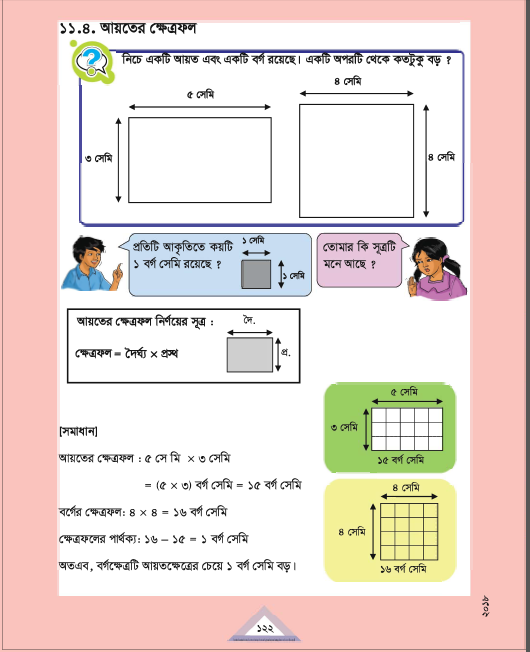 ১১.৪. আয়তের ক্ষেত্রফল
নিচে একটি আয়ত এবং একটি বর্গ রয়েছে। একটি অপরটি থেকে কতটুকু বড় ?
৫ সেমি
৪ সেমি
৩ সেমি
৪ সেমি
প্রতিটি আকৃতিতে কয়টি
১ বর্গ সেমি রয়েছে ?
১ সেমি
১ সেমি
তোমার কি সূত্রটি
মনে আছে ?
আয়তের ক্ষেত্রফল নির্ণয়ের সূত্র :
দৈ.
প্র.
ক্ষেত্রফল = দৈর্ঘ্য × প্রস্থ
৫ সেমি
৩ সেমি
১৫ বর্গ সেমি
[সমাধান]
আয়তের ক্ষেত্রফল : ৫ সে মি × ৩ সেমি
= (৫ × ৩) বর্গ সেমি = ১৫ বর্গ সেমি
বর্গের ক্ষেত্রফল: ৪ × ৪ = ১৬ বর্গ সেমি
ক্ষেত্রফলের পার্থক্য: ১৬ – ১৫ = ১ বর্গ সেমি
অতএব, বর্গক্ষেত্রটি আয়তক্ষেত্রের চেয়ে ১ বর্গ সেমি বড়।
৪ সেমি
৪ সেমি
১৬ বর্গ সেমি
১২২
২০১৮